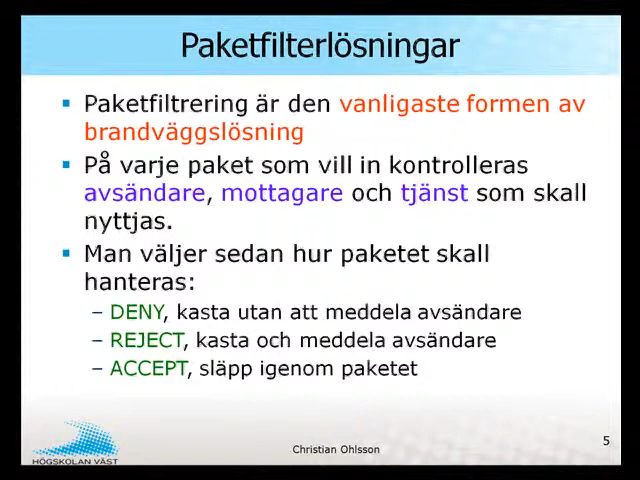 Paketfilterlösningar
▪ Paketfiltrering är den vanligaste formen av
brandväggslösning
▪ På varje paket som vill in kontrolleras
avsändare, mottagare och tjänst som skall
nyttjas.
▪ Man väljer sedan hur paketet skall
hanteras:
– DENY, kasta utan att meddela avsändare
– REJECT, kasta och meddela avsändare
– ACCEPT, släpp igenom paketet
HÖGSKOLAN VÄST
Christian Ohlsson
5